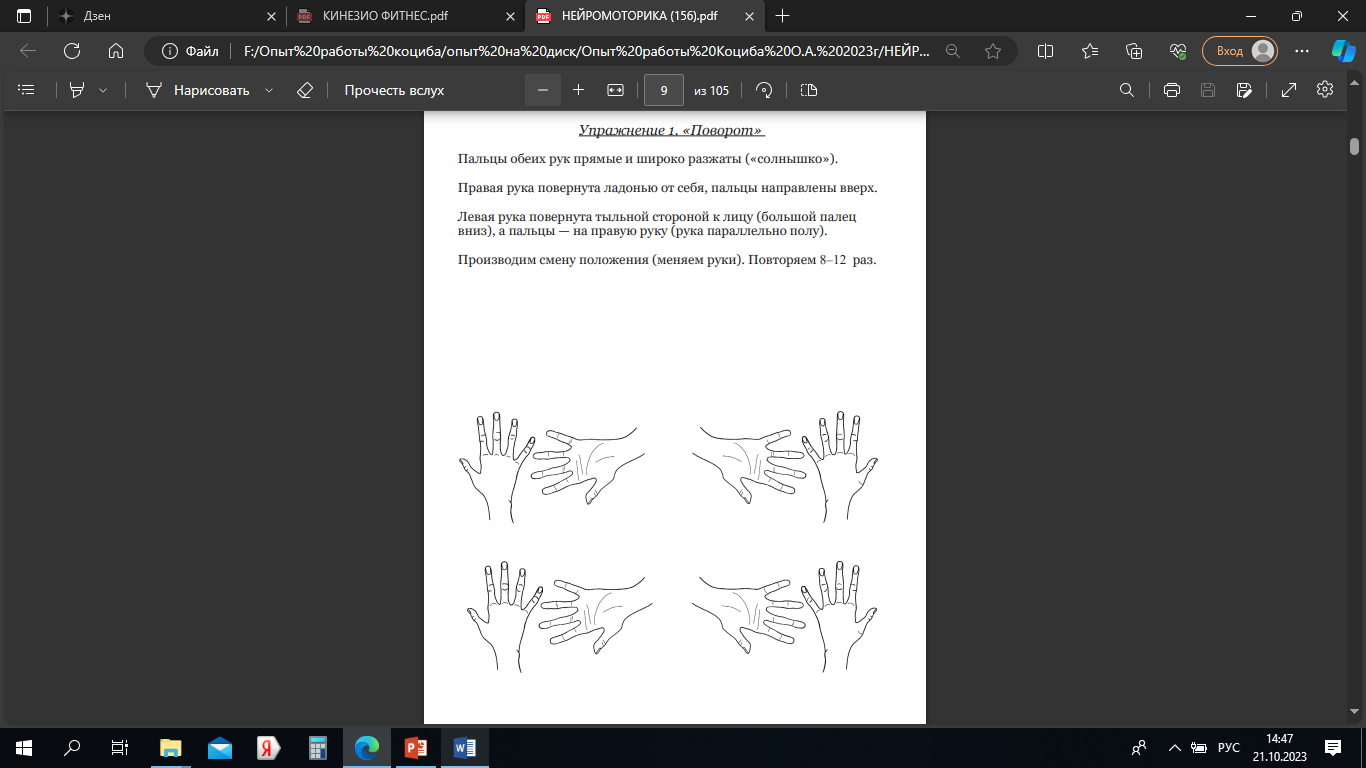 Дзен
КИНЕЗИО ФИТНЕС.pdf
НЕЙРОМОТОРИКА (156).pdf
Файл
F:/Опыт%20работы%20коциба/опыт%20на%20диск/Опыт%20работы%20Коциба%20О.А.%202023г/НЕЙР...
Вход
Нарисовать
Прочесть вслух
9
из 105
Упражнение 1. «Поворот»
Пальцы обеих рук прямые и широко разжаты («солнышко»).
Правая рука повернута ладонью от себя, пальцы направлены вверх.
Левая рука повернута тыльной стороной к лицу (большой палец
вниз), а пальцы — на правую руку (рука параллельно полу).
Производим смену положения (меняем руки). Повторяем 8–12 раз.
РУС
14:47
21.10.2023